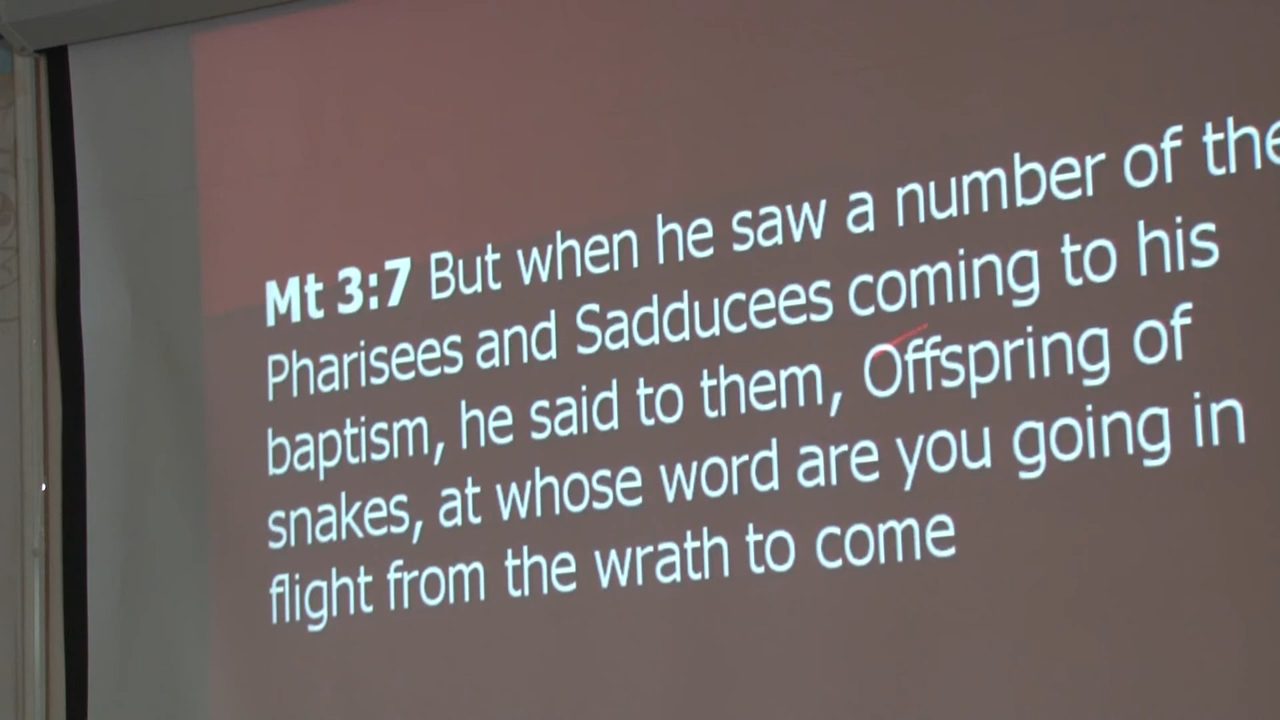 Mt 3:7 But when he saw a number of the
Pharisees and Sadducees coming to his
baptism, he said to them, Offspring of
snakes, at whose word are you going in
flight from the wrath to come